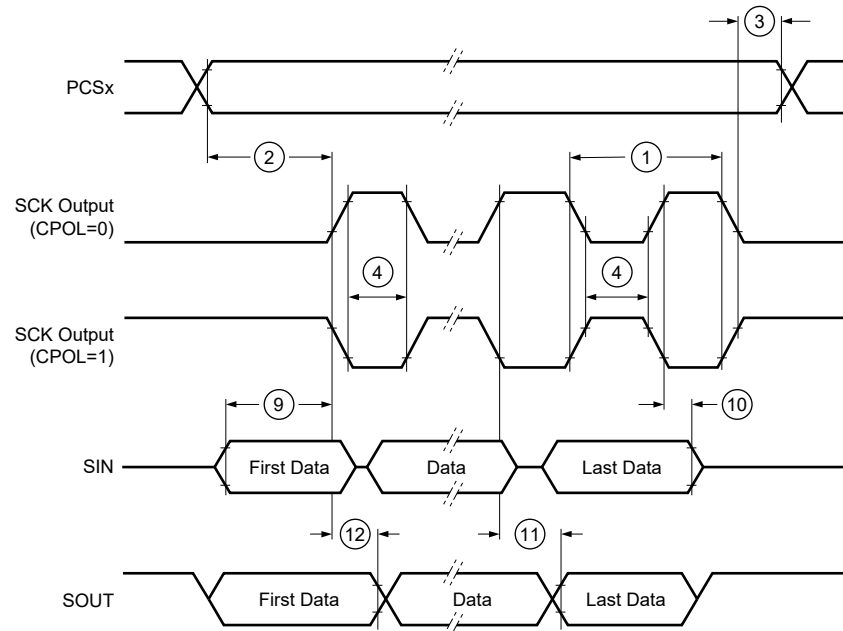 3
PCSx
2
1
SCK Output
(CPOL=0)
4
4
SCK Output
(CPOL=1)
9
10
SIN
First Data
Data
Last Data
12
11
SOUT
First Data
Data
Last Data